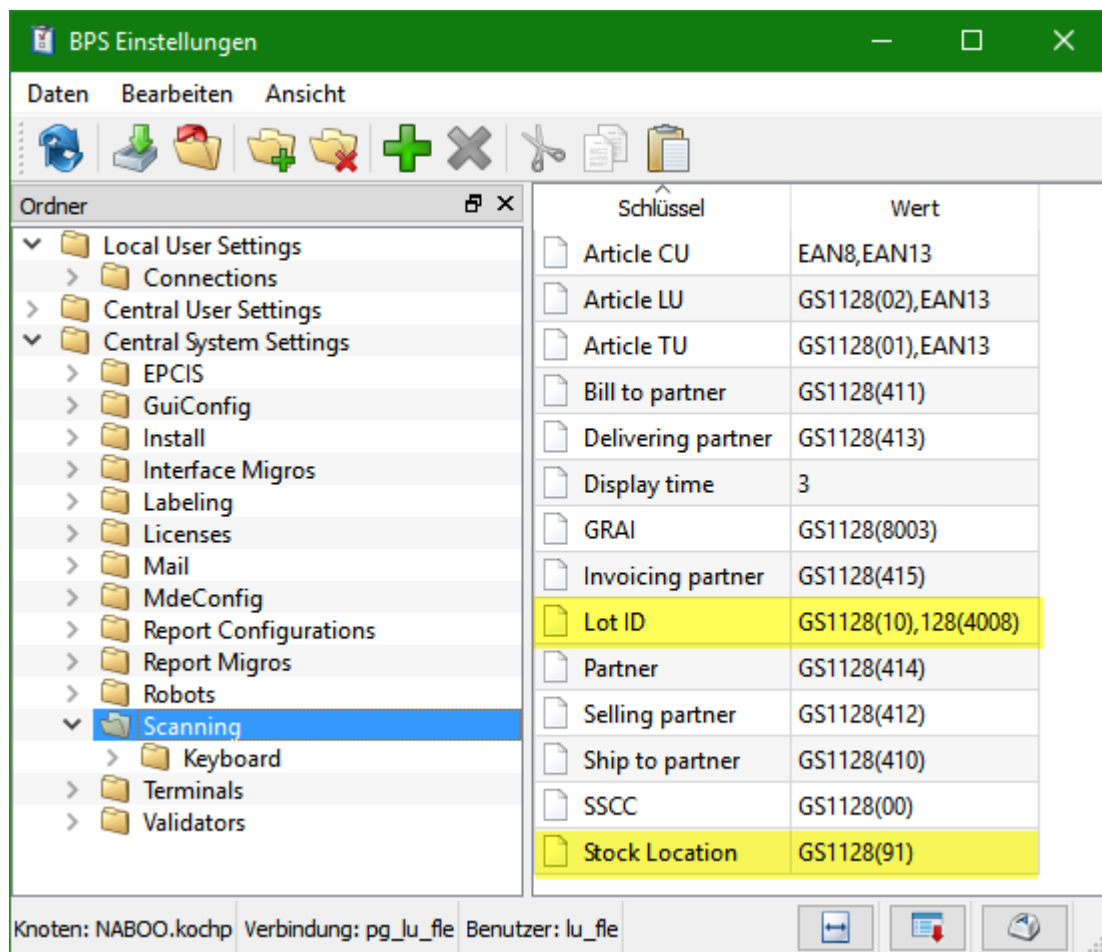 BPS Einstellungen
Daten Bearbeiten Ansicht
Ordner
Local User Settings
Connections
Central User Settings
Central System Settings
EPCIS
GuiConfig
Install
Interface Migros
Labeling
Licenses
Mail
MdeConfig
Report Configurations
Report Migros
Robots
Scanning
Keyboard
Terminals
Validators
Schlüssel Wert
Article CU EAN8,EAN13
Article LU GS1128(02),EAN13
Article TU GS1128(01),EAN13
Bill to partner GS1128(411)
Delivering partner GS1128(413)
Display time 3
GRAI GS1128(8003)
Invoicing partner GS1128(415)
Lot ID GS1128(10),128(4008)
Partner GS1128(414)
Selling partner GS1128(412)
Ship to partner GS1128(410)
SSCC GS1128(00)
Stock Location GS1128(91)
Knoten: NABOO.kochp Verbindung: pg_lu_fle Benutzer: lu_fle